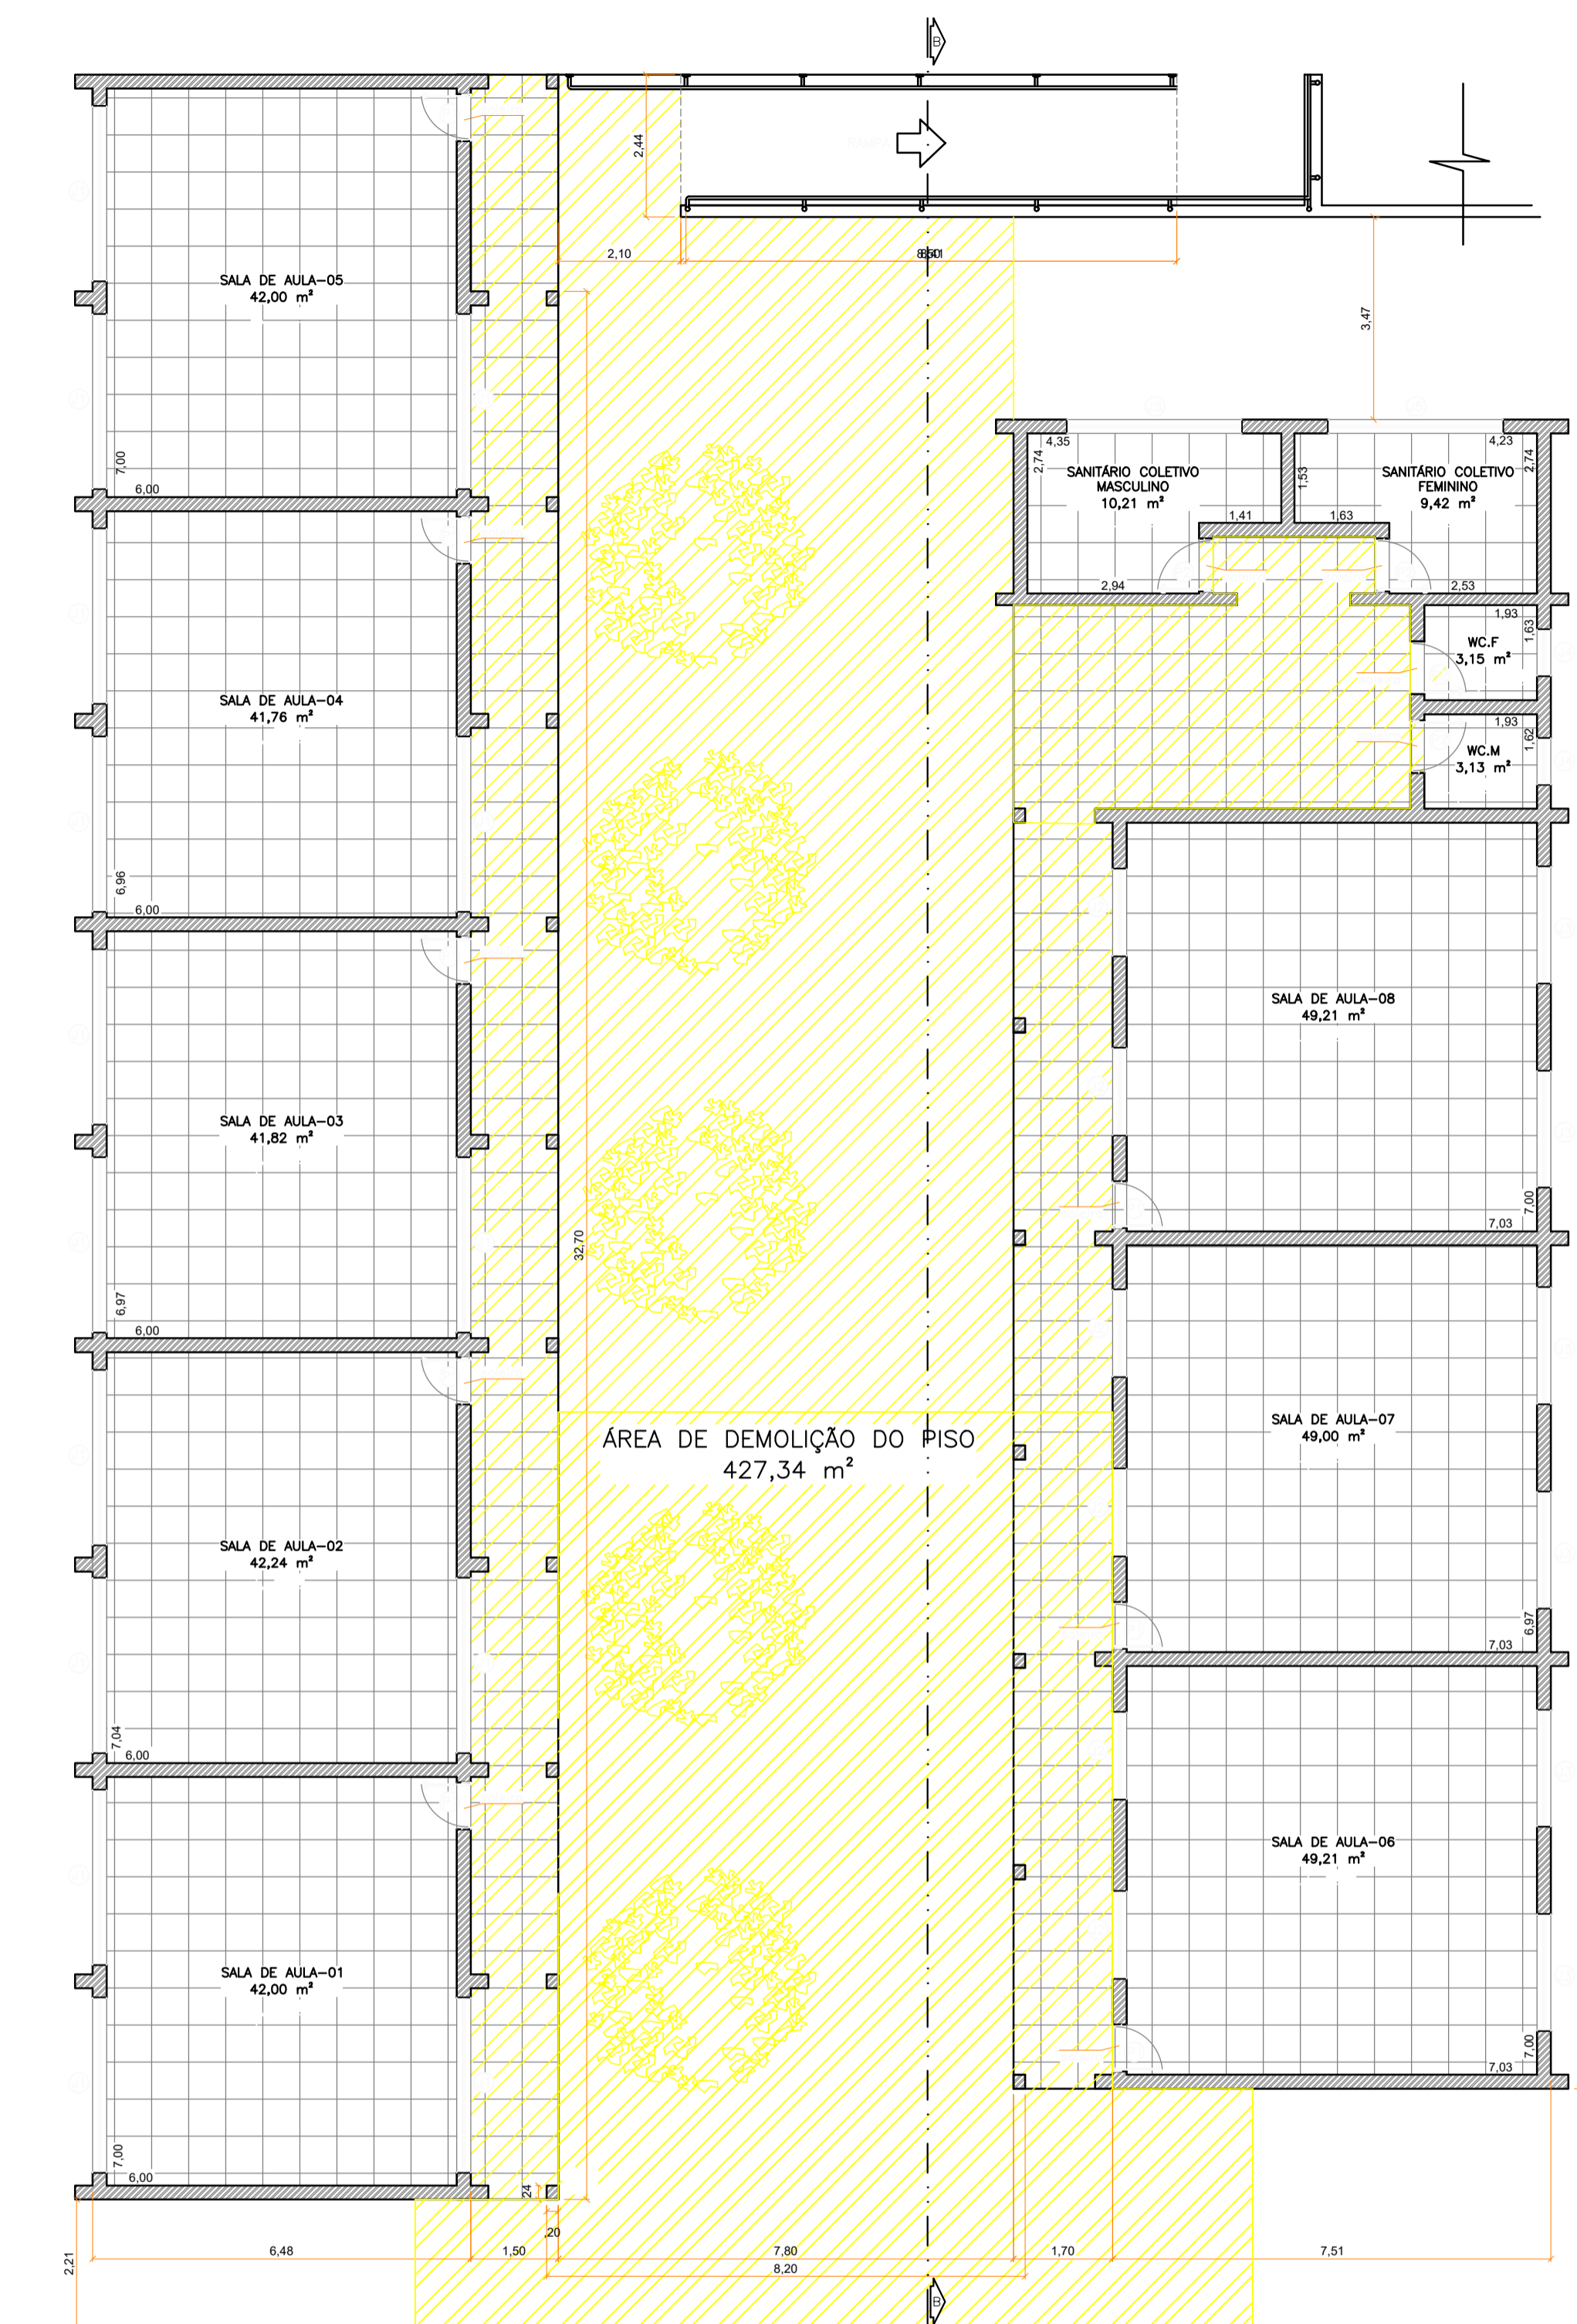 B
2,44
2,10
3,47
SALA DE AULA-05
42,00 m²
7,00
6,00
4,35
2,74
SANITÁRIO COLETIVO
MASCULINO
10,21 m²
1,53
4,23
2,74
SANITÁRIO COLETIVO
FEMININO
9,42 m²
1,41
1,63
2,94
2,53
1,93
1,63
WC.F
3,15 m²
1,93
1,62
WC.M
3,13 m²
SALA DE AULA-04
41,76 m²
6,96
6,00
SALA DE AULA-08
49,21 m²
7,00
7,03
SALA DE AULA-03
41,82 m²
6,97
6,00
32,70
ÁREA DE DEMOLIÇÃO DO PISO
427,34 m²
SALA DE AULA-07
49,00 m²
6,97
7,03
SALA DE AULA-02
42,24 m²
7,04
6,00
SALA DE AULA-06
49,21 m²
7,00
7,03
SALA DE AULA-01
42,00 m²
7,00
6,00
24
,20
2,21
6,48
1,50
7,80
1,70
7,51
8,20
B